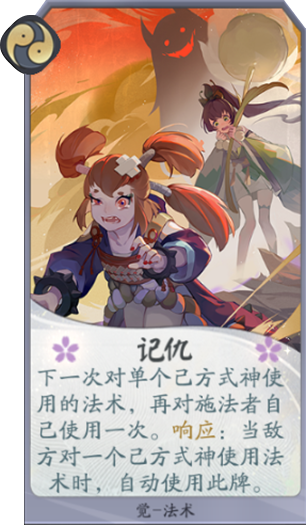 记仇
下一次对单个己方式神使
用的法术，再对施法者自
己使用一次。响应：当敌
方对一个己方式神使用法
术时，自动使用此牌。
觉-法术